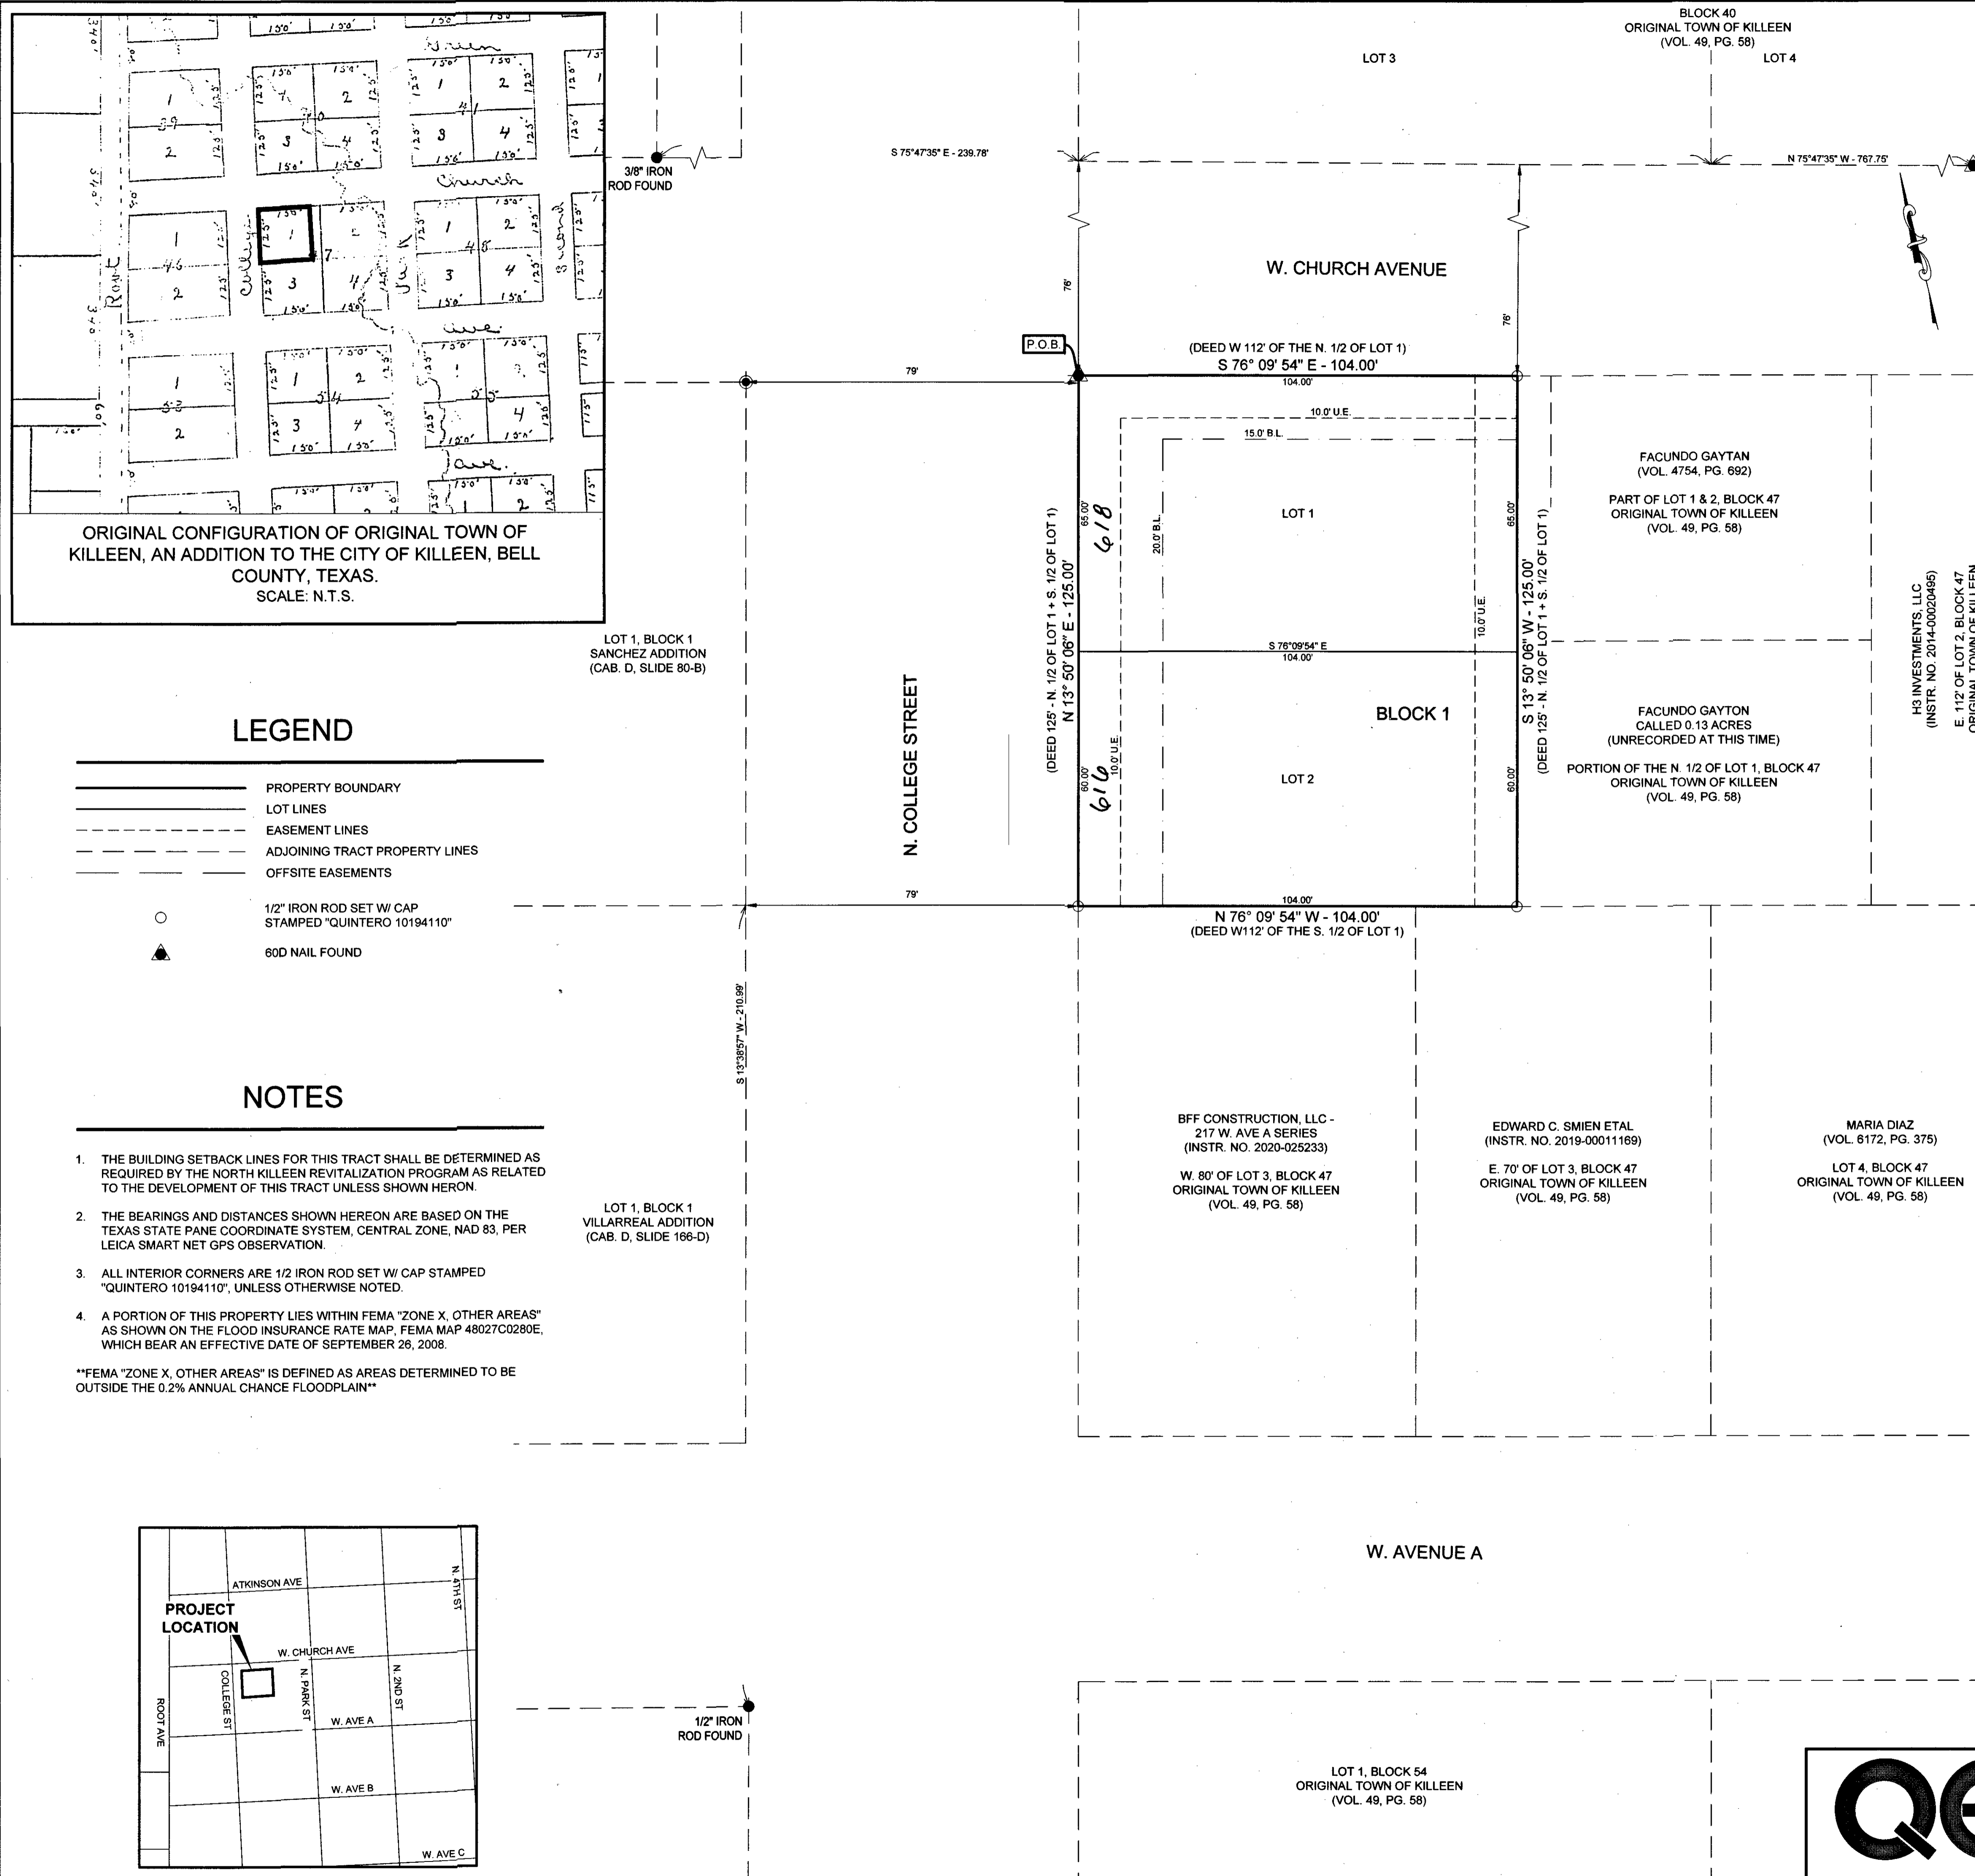 BLOCK 40
ORIGINAL TOWN OF KILLEEN
(VOL. 49, PG. 58)
LOT 3
LOT 4
Green
Church
College
Root
Second
ave.
ave.
ORIGINAL CONFIGURATION OF ORIGINAL TOWN OF
KILLEEN, AN ADDITION TO THE CITY OF KILLEEN, BELL
COUNTY, TEXAS.
SCALE: N.T.S.
3/8" IRON
ROD FOUND
S 75°47'35" E - 239.78'
N 75°47'35" W - 767.75'
W. CHURCH AVENUE
76'
76'
P.O.B.
(DEED W 112' OF THE N. 1/2 OF LOT 1)
S 76° 09' 54" E - 104.00'
104.00'
79'
10.0' U.E.
15.0' B.L.
LOT 1
65.00'
618
20.0' B.L.
65.00'
(DEED 125' - N. 1/2 OF LOT 1 + S. 1/2 OF LOT 1)
N 13° 50' 06" E - 125.00'
S 13° 50' 06" W - 125.00'
(DEED 125' - N. 1/2 OF LOT 1 + S. 1/2 OF LOT 1)
10.0' U.E.
S 76°09'54" E
104.00'
BLOCK 1
LOT 2
60.00'
616
10.0' U.E.
60.00'
104.00'
N 76° 09' 54" W - 104.00'
(DEED W112' OF THE S. 1/2 OF LOT 1)
79'
N. COLLEGE STREET
FACUNDO GAYTAN
(VOL. 4754, PG. 692)
PART OF LOT 1 & 2, BLOCK 47
ORIGINAL TOWN OF KILLEEN
(VOL. 49, PG. 58)
FACUNDO GAYTON
CALLED 0.13 ACRES
(UNRECORDED AT THIS TIME)
PORTION OF THE N. 1/2 OF LOT 1, BLOCK 47
ORIGINAL TOWN OF KILLEEN
(VOL. 49, PG. 58)
H3 INVESTMENTS, LLC
(INSTR. NO. 2014-00020495)
E. 112' OF LOT 2, BLOCK 47
ORIGINAL TOWN OF KILLEEN
LOT 1, BLOCK 1
SANCHEZ ADDITION
(CAB. D, SLIDE 80-B)
LEGEND
PROPERTY BOUNDARY
LOT LINES
EASEMENT LINES
ADJOINING TRACT PROPERTY LINES
OFFSITE EASEMENTS
1/2" IRON ROD SET W/ CAP
STAMPED "QUINTERO 10194110"
60D NAIL FOUND
S 13°38'57" W - 210.99'
NOTES
1. THE BUILDING SETBACK LINES FOR THIS TRACT SHALL BE DETERMINED AS
REQUIRED BY THE NORTH KILLEEN REVITALIZATION PROGRAM AS RELATED
TO THE DEVELOPMENT OF THIS TRACT UNLESS SHOWN HERON.
2. THE BEARINGS AND DISTANCES SHOWN HEREON ARE BASED ON THE
TEXAS STATE PANE COORDINATE SYSTEM, CENTRAL ZONE, NAD 83, PER
LEICA SMART NET GPS OBSERVATION.
3. ALL INTERIOR CORNERS ARE 1/2 IRON ROD SET W/ CAP STAMPED
"QUINTERO 10194110", UNLESS OTHERWISE NOTED.
4. A PORTION OF THIS PROPERTY LIES WITHIN FEMA "ZONE X, OTHER AREAS"
AS SHOWN ON THE FLOOD INSURANCE RATE MAP, FEMA MAP 48027C0280E,
WHICH BEAR AN EFFECTIVE DATE OF SEPTEMBER 26, 2008.
**FEMA "ZONE X, OTHER AREAS" IS DEFINED AS AREAS DETERMINED TO BE
OUTSIDE THE 0.2% ANNUAL CHANCE FLOODPLAIN**
LOT 1, BLOCK 1
VILLARREAL ADDITION
(CAB. D, SLIDE 166-D)
BFF CONSTRUCTION, LLC -
217 W. AVE A SERIES
(INSTR. NO. 2020-025233)
W. 80' OF LOT 3, BLOCK 47
ORIGINAL TOWN OF KILLEEN
(VOL. 49, PG. 58)
EDWARD C. SMIEN ETAL
(INSTR. NO. 2019-00011169)
E. 70' OF LOT 3, BLOCK 47
ORIGINAL TOWN OF KILLEEN
(VOL. 49, PG. 58)
MARIA DIAZ
(VOL. 6172, PG. 375)
LOT 4, BLOCK 47
ORIGINAL TOWN OF KILLEEN
(VOL. 49, PG. 58)
W. AVENUE A
ATKINSON AVE
N. 4TH ST
PROJECT
LOCATION
W. CHURCH AVE
COLLEGE ST
N. PARK ST
N. 2ND ST
ROOT AVE
W. AVE A
W. AVE B
W. AVE C
1/2" IRON
ROD FOUND
LOT 1, BLOCK 54
ORIGINAL TOWN OF KILLEEN
(VOL. 49, PG. 58)